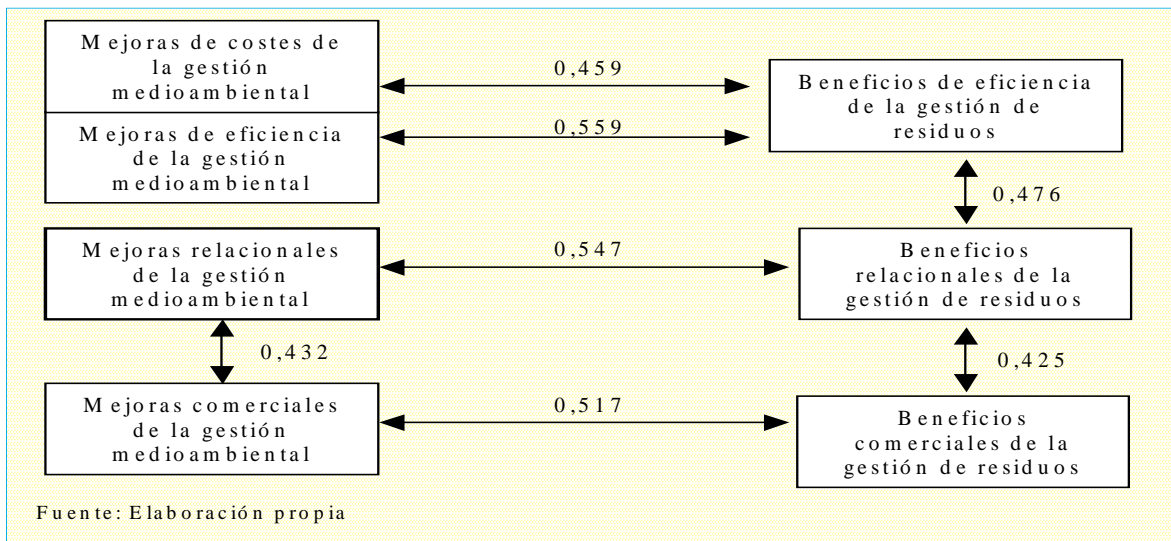 Mejoras de costes de
la gestión
medioambiental
0,459
Beneficios de eficiencia
de la gestión de
residuos
Mejoras de eficiencia
de la gestión
medioambiental
0,559
0,476
Mejoras relacionales
de la gestión
medioambiental
0,547
Beneficios
relacionales de la
gestión de residuos
0,432
0,425
Mejoras comerciales
de la gestión
medioambiental
0,517
Beneficios
comerciales de la
gestión de residuos
Fuente: Elaboración propia